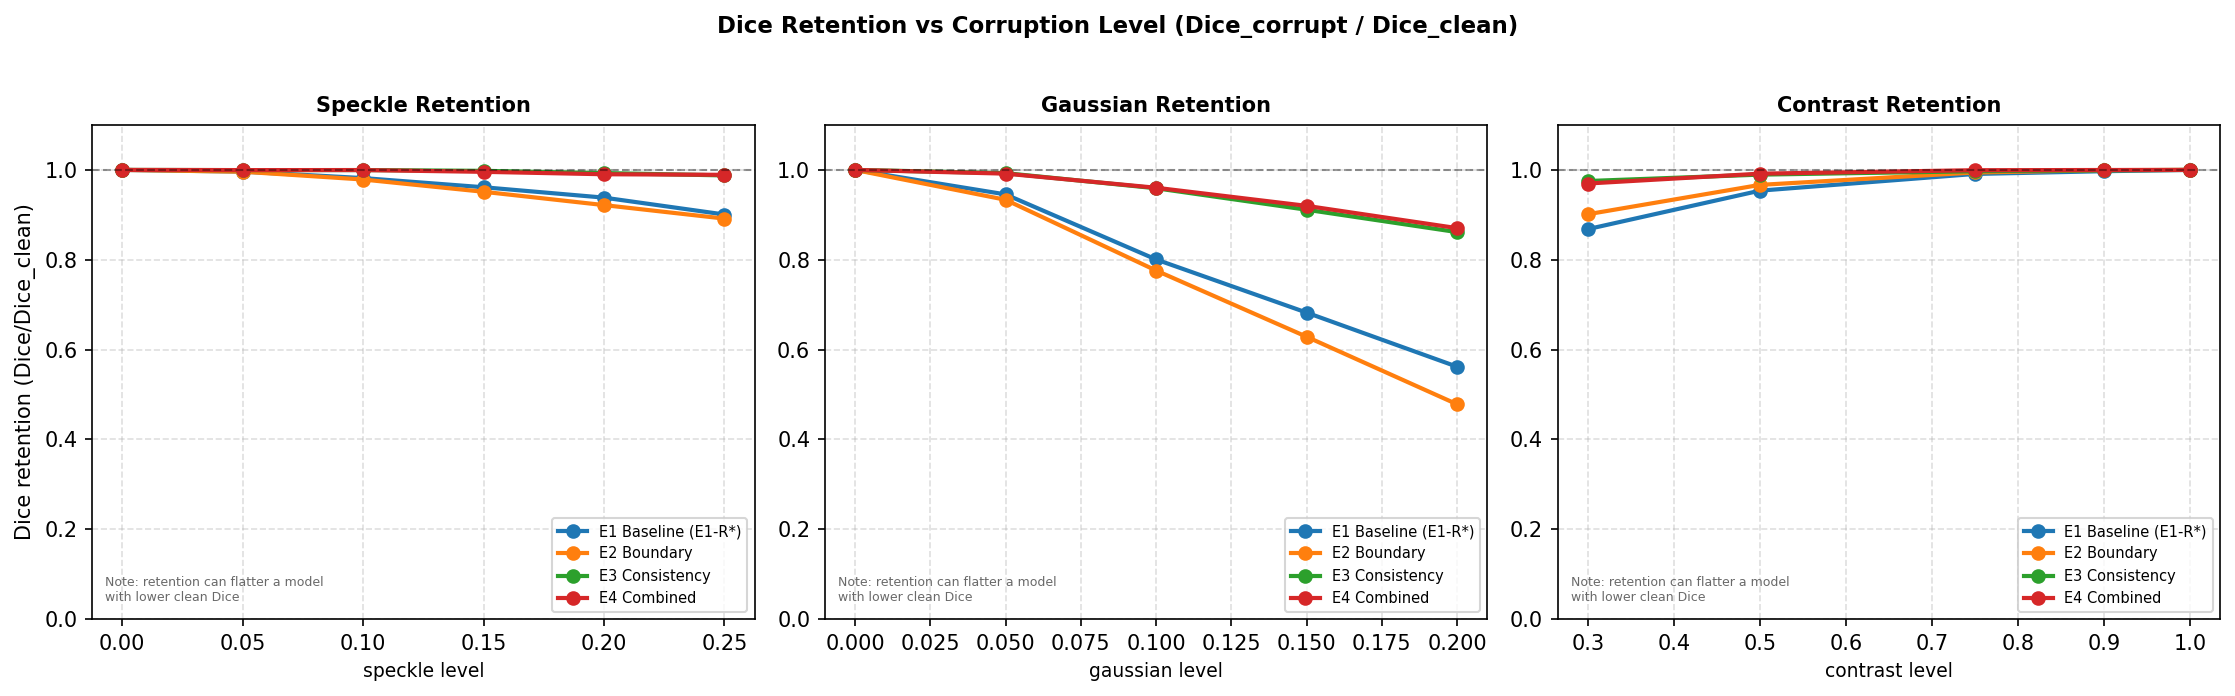 Dice Retention vs Corruption Level (Dice_corrupt / Dice_clean)
Speckle Retention
Dice retention (Dice/Dice_clean)
1.0
0.8
0.6
0.4
0.2
0.0
Note: retention can flatter a model
with lower clean Dice
E1 Baseline (E1-R*)
E2 Boundary
E3 Consistency
E4 Combined
0.00 0.05 0.10 0.15 0.20 0.25
speckle level
Gaussian Retention
1.0
0.8
0.6
0.4
0.2
0.0
Note: retention can flatter a model
with lower clean Dice
E1 Baseline (E1-R*)
E2 Boundary
E3 Consistency
E4 Combined
0.000 0.025 0.050 0.075 0.100 0.125 0.150 0.175 0.200
gaussian level
Contrast Retention
1.0
0.8
0.6
0.4
0.2
0.0
Note: retention can flatter a model
with lower clean Dice
E1 Baseline (E1-R*)
E2 Boundary
E3 Consistency
E4 Combined
0.3 0.4 0.5 0.6 0.7 0.8 0.9 1.0
contrast level